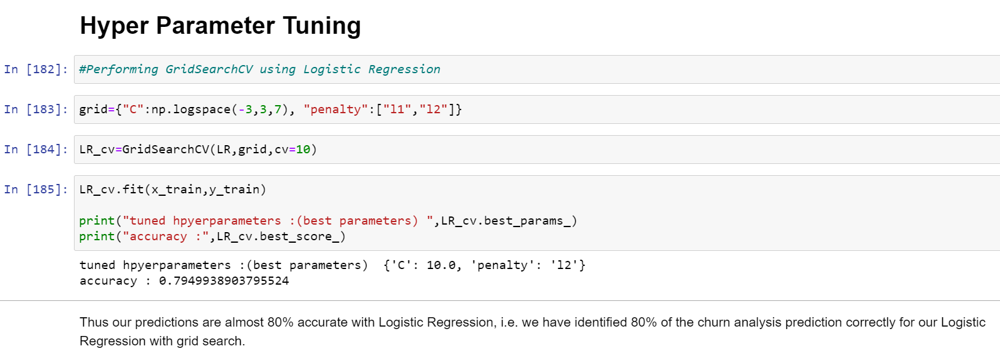 Hyper Parameter Tuning
In [182]: #Performing GridSearchCV using Logistic Regression
In [183]: grid={"C":np.logspace(-3,3,7), "penalty":["l1","l2"]}
In [184]: LR_cv=GridSearchCV(LR,grid,cv=10)
In [185]: LR_cv.fit(x_train,y_train)
print("tuned hpyerparameters :(best parameters) ",LR_cv.best_params_)
print("accuracy :",LR_cv.best_score_)
tuned hpyerparameters :(best parameters)  {'C': 10.0, 'penalty': 'l2'}
accuracy : 0.7949938903795524
Thus our predictions are almost 80% accurate with Logistic Regression, i.e. we have identified 80% of the churn analysis prediction correctly for our Logistic
Regression with grid search.